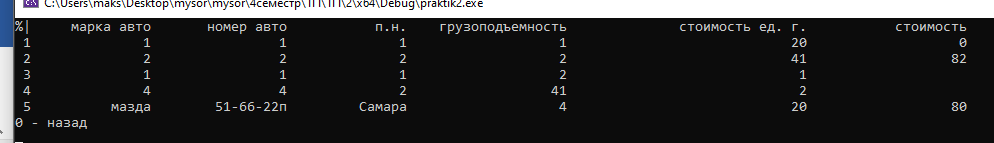 C:\Users\maks\Desktop\mysor\mysor\4семестр\ТП\ТП\2\x64\Debug\praktik2.exe
%| марка авто номер авто п.н. грузоподъемность стоимость ед. г. стоимость
1 1 1 1 1 20 0
2 2 2 2 2 41 82
3 1 1 1 2 1
4 4 4 2 41 2
5 мазда 51-66-22п Самара 4 20 80
0 - назад